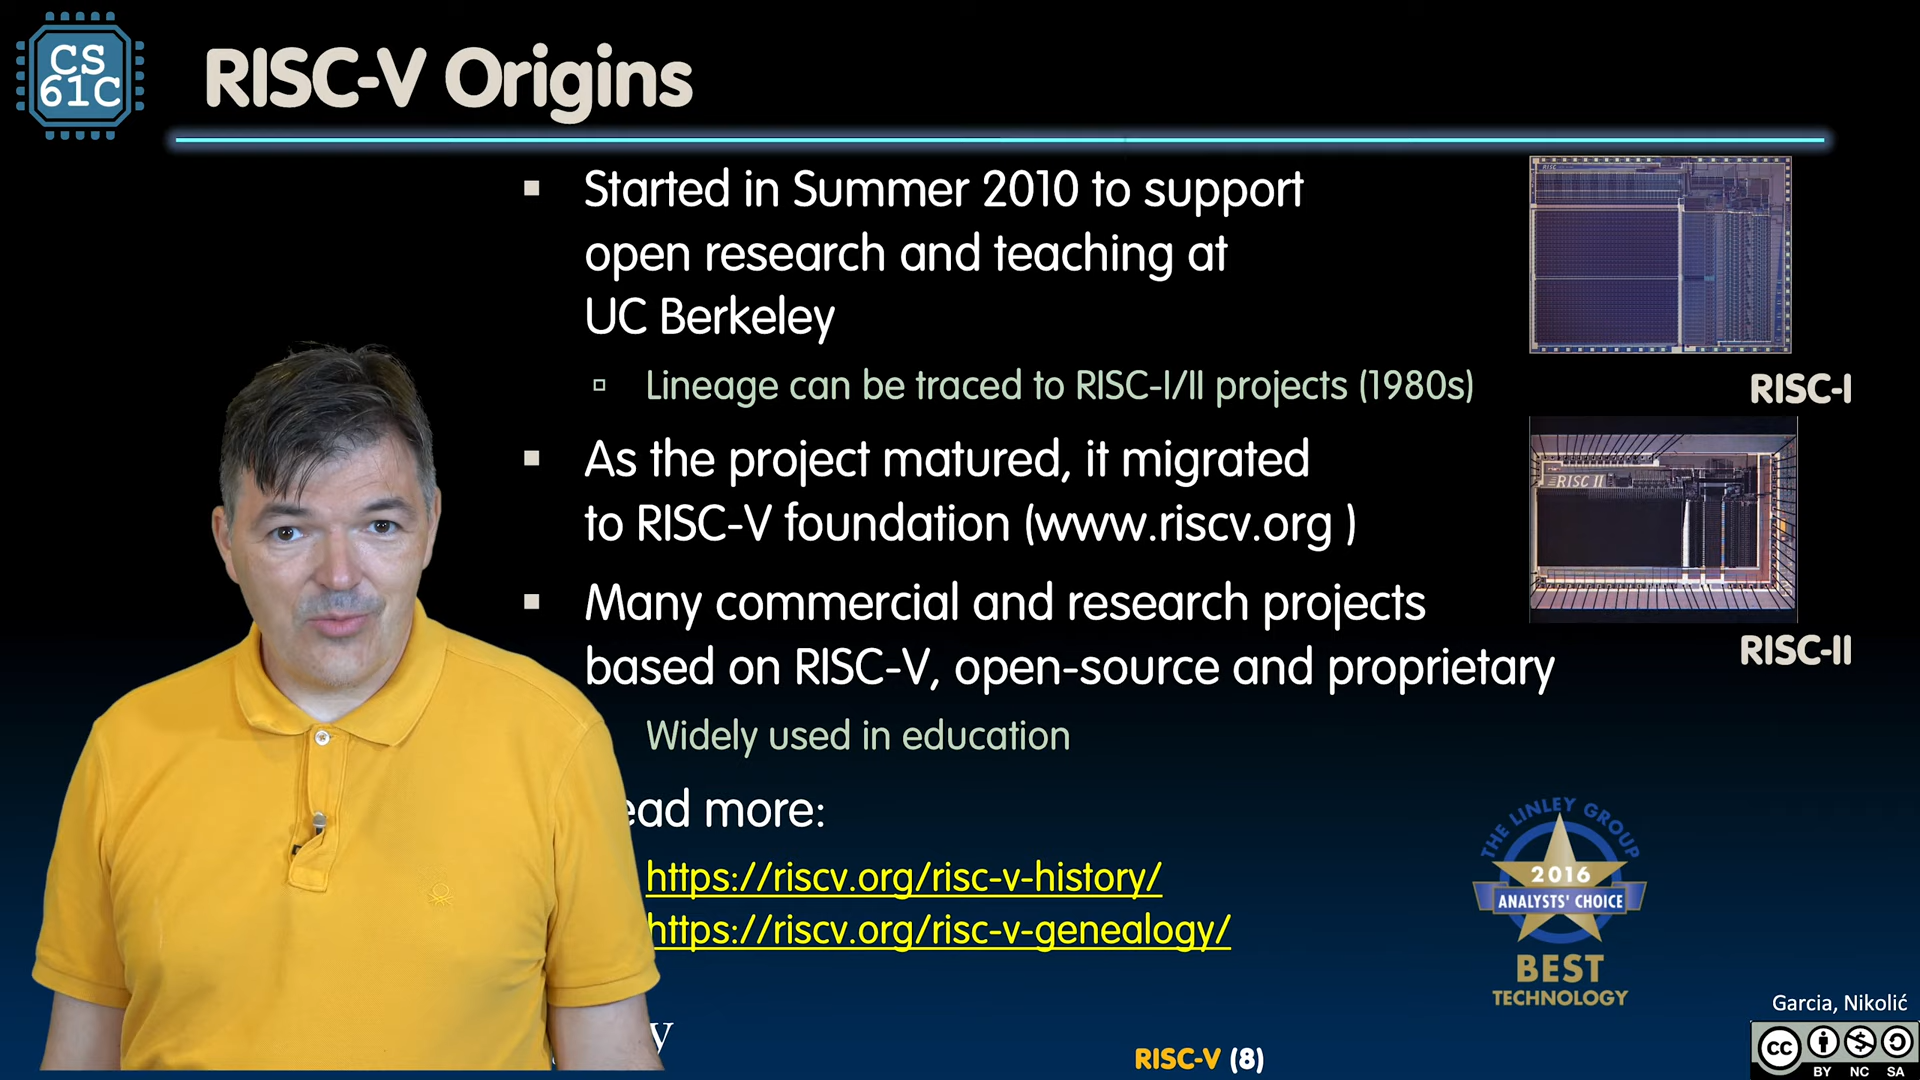 CS
61C
RISC-V Origins
Started in Summer 2010 to support
open research and teaching at
UC Berkeley
Lineage can be traced to RISC-I/II projects (1980s)
As the project matured, it migrated
to RISC-V foundation (www.riscv.org )
Many commercial and research projects
based on RISC-V, open-source and proprietary
Widely used in education
ead more:
https://riscv.org/risc-v-history/
https://riscv.org/risc-v-genealogy/
RISC
RISC-I
RISC II
RISC-II
THE LINLEY GROUP
2016
ANALYSTS' CHOICE
BEST
TECHNOLOGY
y
RISC-V (8)
Garcia, Nikolić
cc
BY NC SA